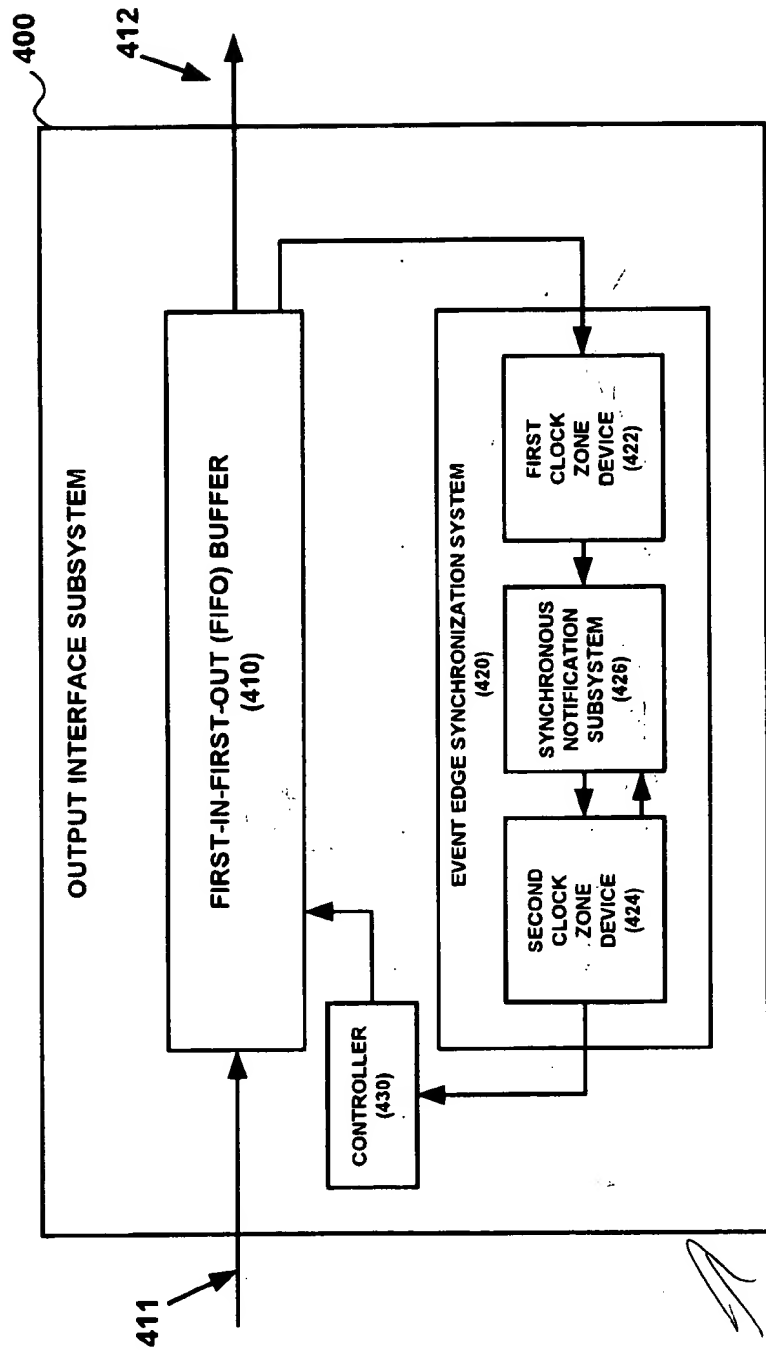 400
412
OUTPUT INTERFACE SUBSYSTEM
FIRST-IN-FIRST-OUT (FIFO) BUFFER
(410)
411
CONTROLLER
(430)
EVENT EDGE SYNCHRONIZATION SYSTEM
(420)
SECOND
CLOCK
ZONE
DEVICE
(424)
SYNCHRONOUS
NOTIFICATION
SUBSYSTEM
(426)
FIRST
CLOCK
ZONE
DEVICE
(422)